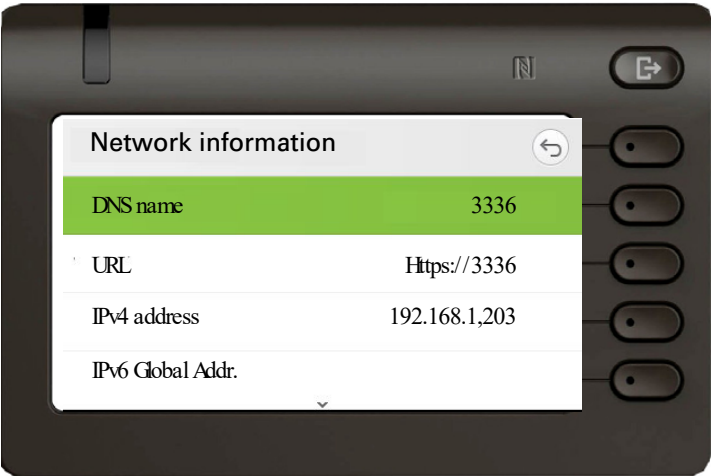 Network information
DNS name 3336
URL Https://3336
IPv4 address 192.168.1,203
IPv6 Global Addr.